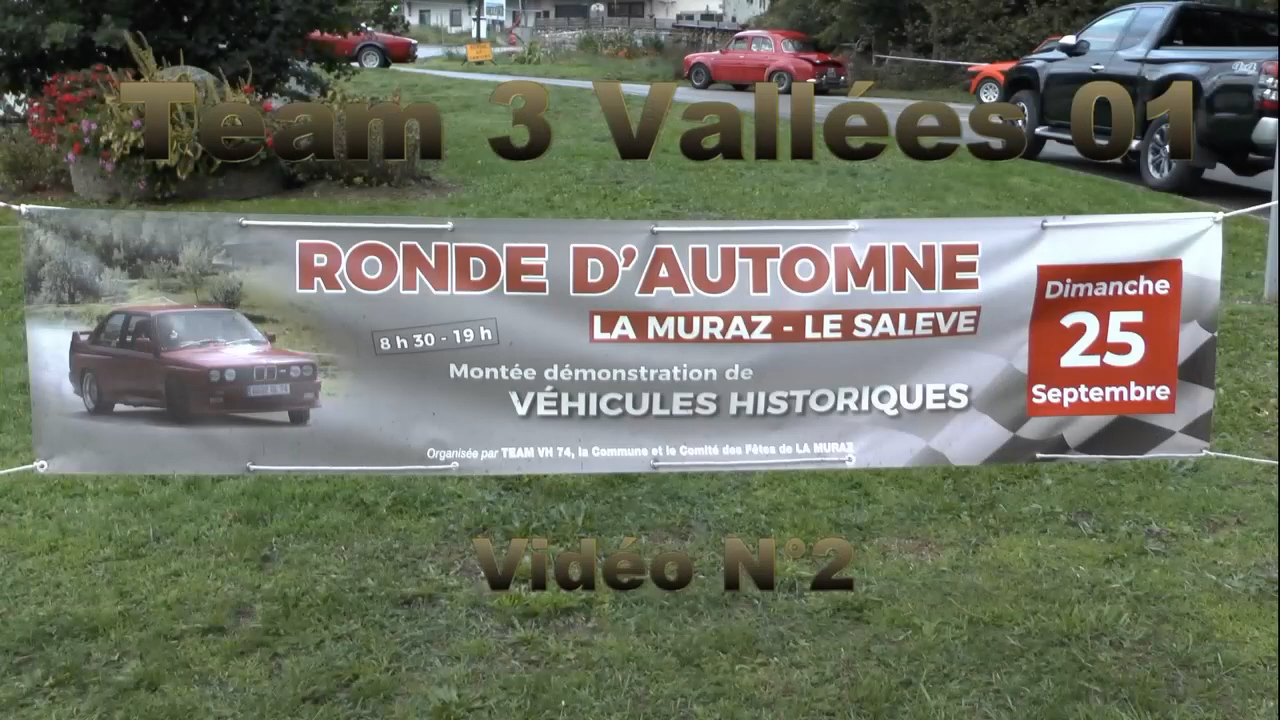 Team 3 Vallées 01
RONDE D'AUTOMNE
LA MURAZ - LE SALEVE
8 h 30 - 19 h
Montée démonstration de
VÉHICULES HISTORIQUES
Dimanche
25
Septembre
Organisée par TEAM VH 74, la Commune et le Comité des Fêtes de LA MURAZ
Vidéo N°2
4x4